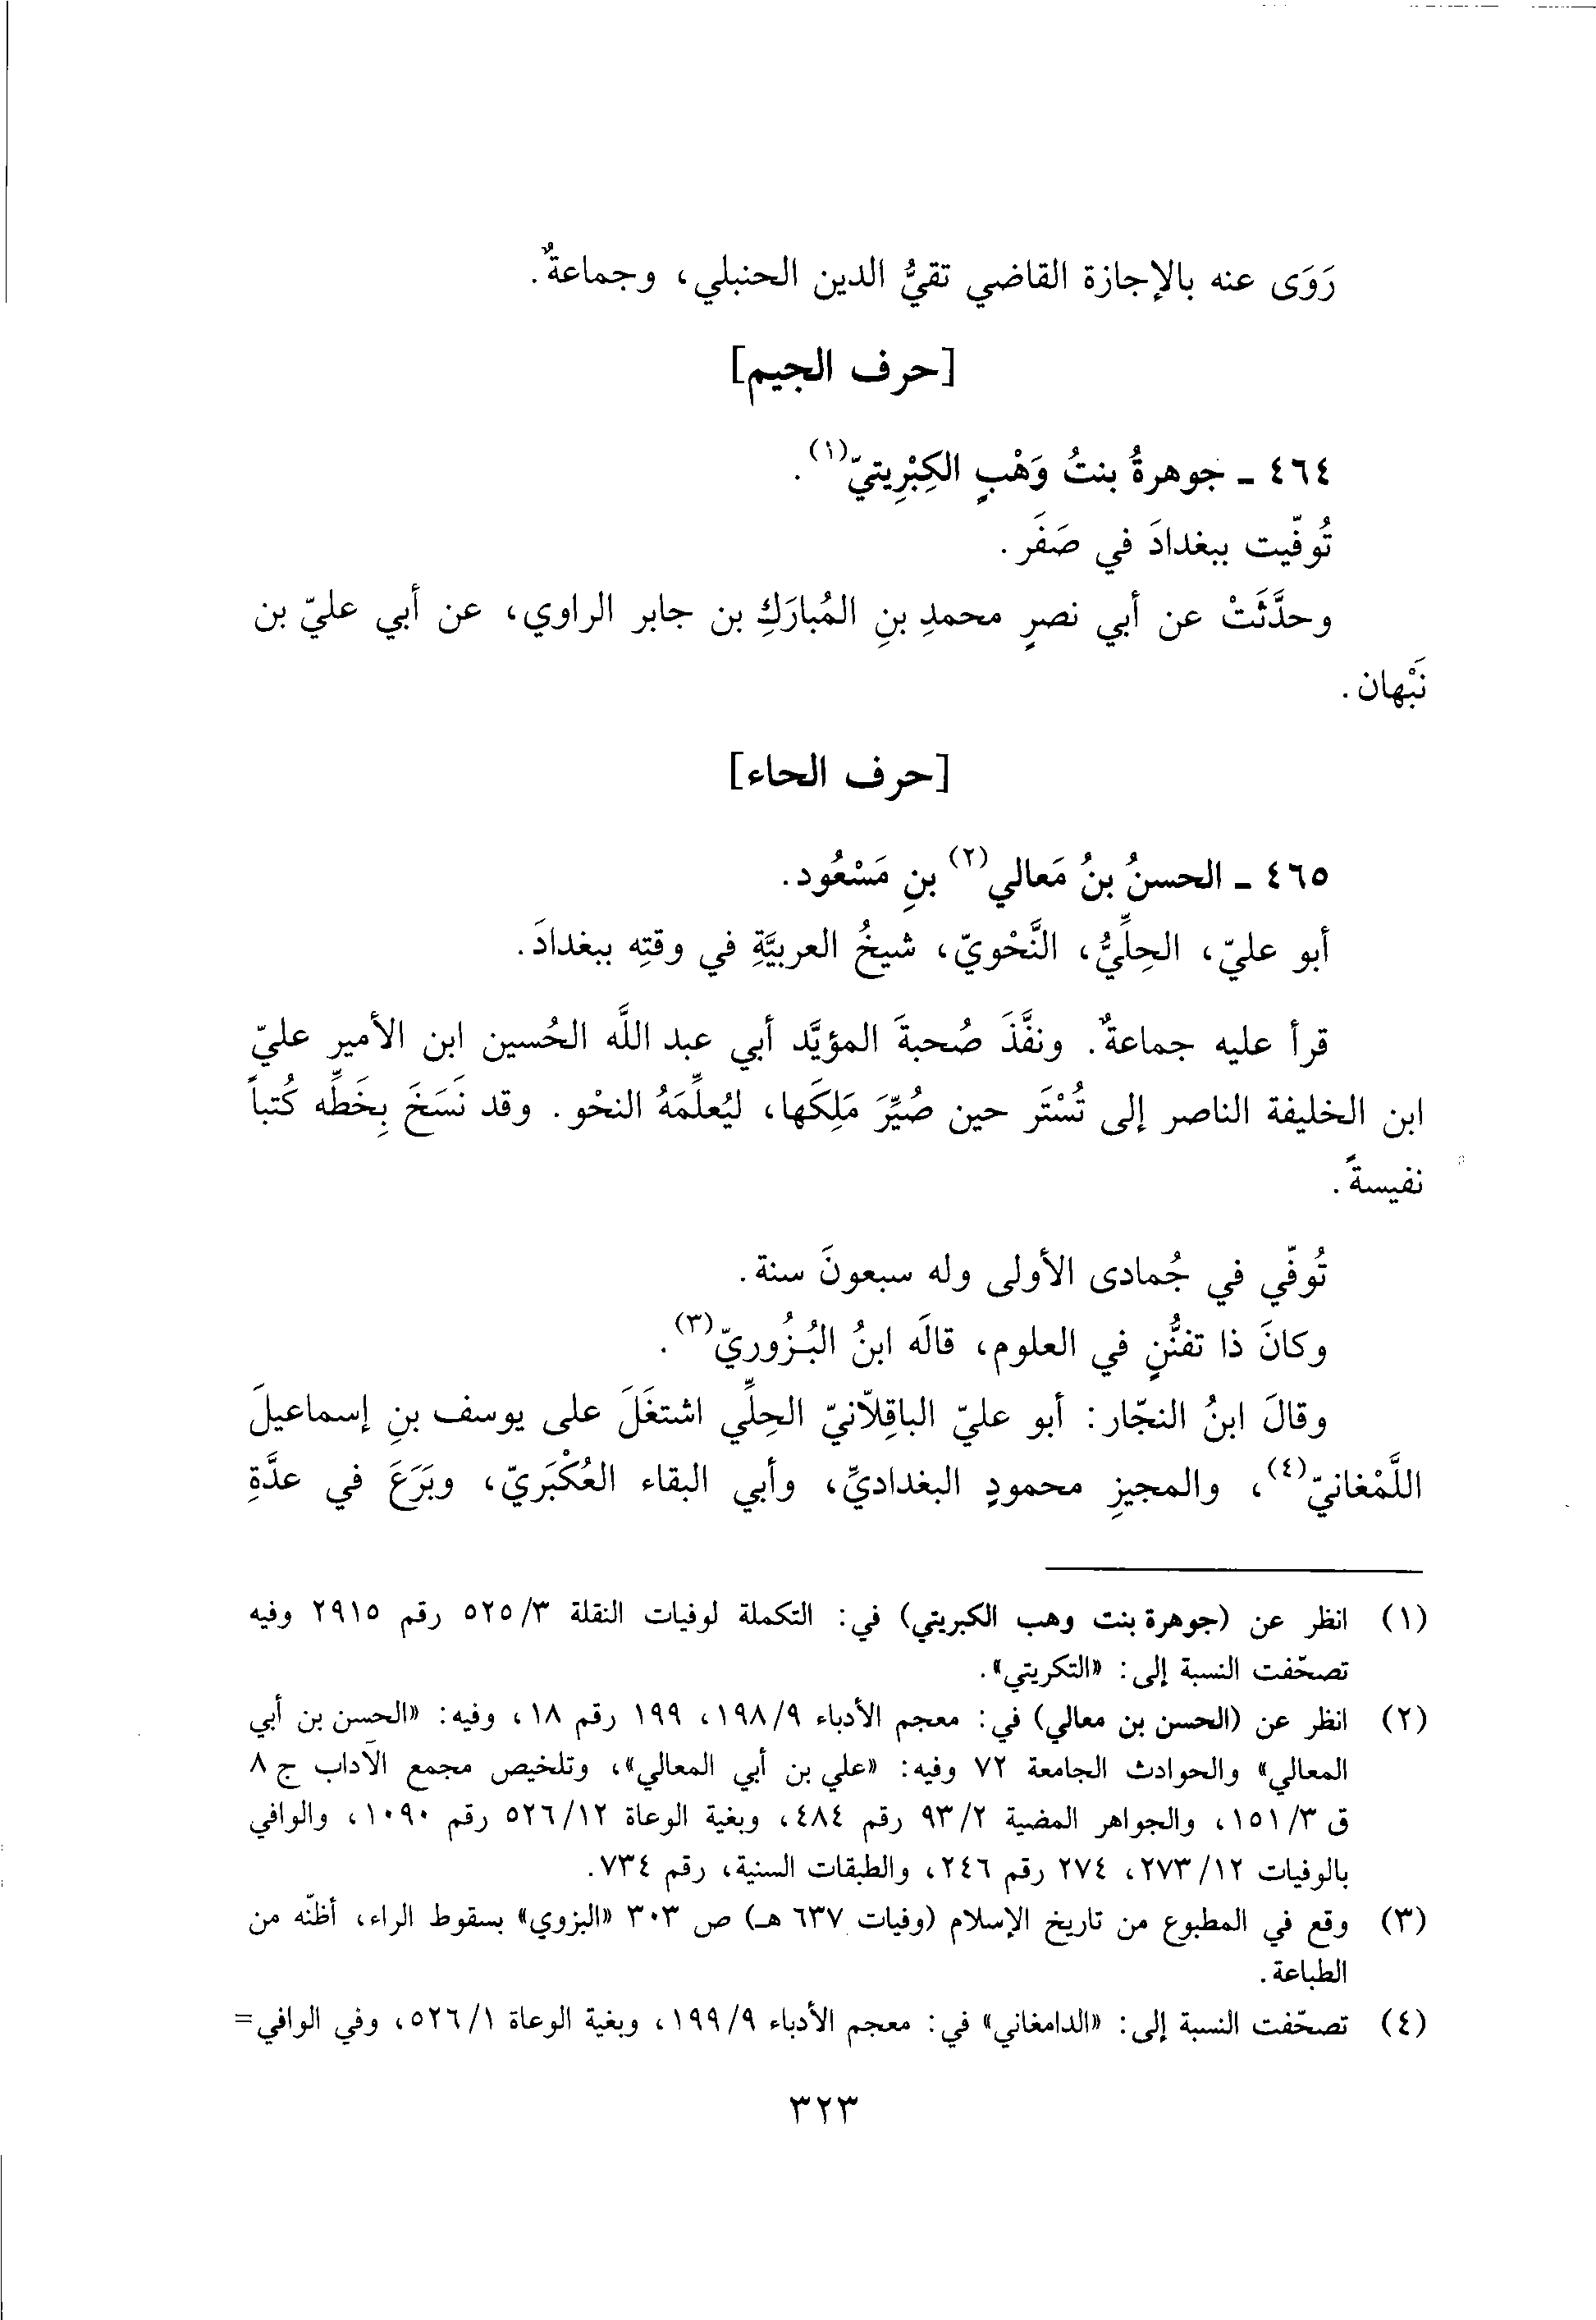 رَوَى عنه بالإجازة القاضي تقيُّ الدين الحنبلي، وجماعةٌ.
[حرف الجيم]
٤٦٤ ـ جوهرةُ بنتُ وَهْبٍ الكِبْرِيتيّ(١).
تُوفّيت ببغدادَ في صَفَر.
وحدَّثَتْ عن أبي نصرٍ محمدِ بنِ المُبارَكِ بن جابر الراوي، عن أبي عليّ بن
نَبْهان.
[حرف الحاء]
٤٦٥ ـ الحسنُ بنُ مَعالي(٢) بنِ مَسْعُود.
أبو عليّ، الحِلِّيُّ، النَّحْويّ، شيخُ العربيَّةِ في وقتِه ببغدادَ.
قرأ عليه جماعةٌ. ونفَّذَ صُحبةَ المؤيَّد أبي عبد اللَّه الحُسين ابن الأمير عليّ
ابن الخليفة الناصر إلى تُسْتَر حين صُيِّرَ مَلِكَها، ليُعلِّمَهُ النحْو. وقد نَسَخَ بِخَطِّه كُتباً
نفيسةً.
تُوفّي في جُمادى الأولى وله سبعونَ سنة.
وكانَ ذا تفنُّنٍ في العلوم، قالَه ابنُ البُـزُوريّ(٣).
وقالَ ابنُ النجّار: أبو عليّ الباقِلاّنيّ الحِلِّي اشتغَلَ على يوسف بنِ إسماعيلَ
اللَّمْغانيّ(٤)، والمجيزِ محمودٍ البغداديِّ، وأبي البقاء العُكْبَريّ، وبَرَعَ في عدَّةِ
(١) انظر عن (جوهرة بنت وهب الكبريتي) في: التكملة لوفيات النقلة ٣/ ٥٢٥ رقم ٢٩١٥ وفيه
تصحّفت النسبة إلى: «التكريتي».
(٢) انظر عن (الحسن بن معالي) في: معجم الأدباء ٩/ ١٩٨، ١٩٩ رقم ١٨، وفيه: «الحسن بن أبي
المعالي» والحوادث الجامعة ٧٢ وفيه: «علي بن أبي المعالي»، وتلخيص مجمع الآداب ج ٨
ق ٣/ ١٥١، والجواهر المضية ٢/ ٩٣ رقم ٤٨٤، وبغية الوعاة ١٢/ ٥٢٦ رقم ١٠٩٠، والوافي
بالوفيات ١٢/ ٢٧٣، ٢٧٤ رقم ٢٤٦، والطبقات السنية، رقم ٧٣٤.
(٣) وقع في المطبوع من تاريخ الإسلام (وفيات ٦٣٧ هـ) ص ٣٠٣ «البزوي» بسقوط الراء، أظنّه من
الطباعة.
(٤) تصحّفت النسبة إلى: «الدامغاني» في: معجم الأدباء ٩/ ١٩٩، وبغية الوعاة ١/ ٥٢٦، وفي الوافي=
٣٢٣